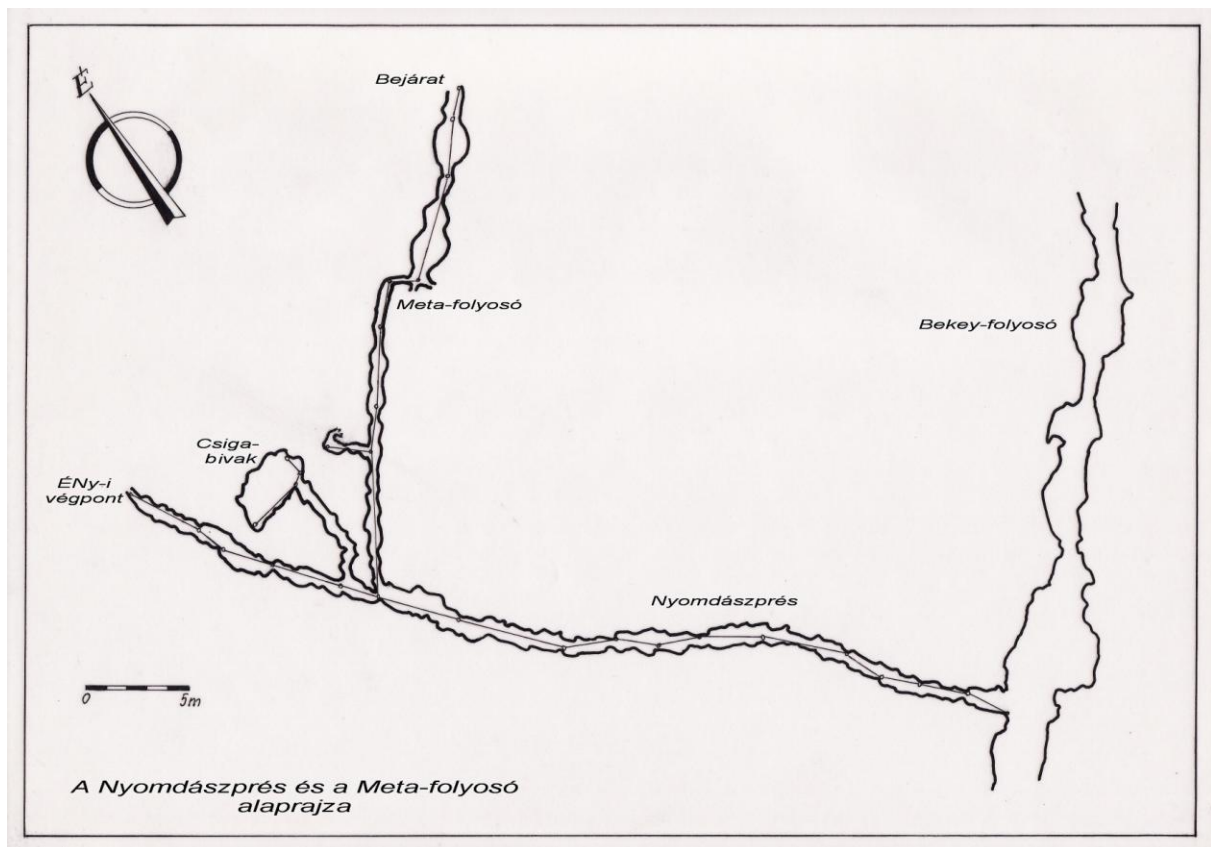 É
Bejárat
Meta-folyosó
Bekey-folyosó
Csiga-
bivak
ÉNy-i
végpont
Nyomdászprés
0 5m
A Nyomdászprés és a Meta-folyosó
alaprajza